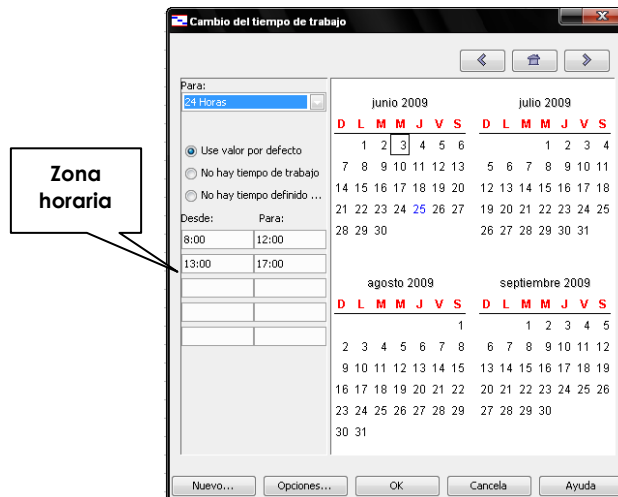 Cambio del tiempo de trabajo
Para:
24 Horas
Use valor por defecto
No hay tiempo de trabajo
No hay tiempo definido ...
Desde: Para:
8:00 12:00
13:00 17:00
Zona
horaria
junio 2009
D L M M J V S
1 2 3 4 5 6
7 8 9 10 11 12 13
14 15 16 17 18 19 20
21 22 23 24 25 26 27
28 29 30
julio 2009
D L M M J V S
1 2 3 4
5 6 7 8 9 10 11
12 13 14 15 16 17 18
19 20 21 22 23 24 25
26 27 28 29 30 31
agosto 2009
D L M M J V S
1
2 3 4 5 6 7 8
9 10 11 12 13 14 15
16 17 18 19 20 21 22
23 24 25 26 27 28 29
30 31
septiembre 2009
D L M M J V S
1 2 3 4 5
6 7 8 9 10 11 12
13 14 15 16 17 18 19
20 21 22 23 24 25 26
27 28 29 30
Nuevo... Opciones... OK Cancela Ayuda